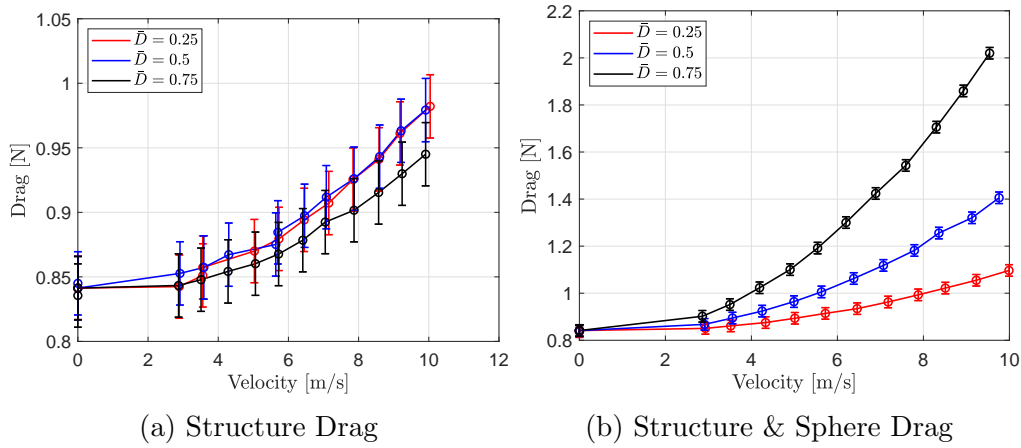 1.05
1
0.95
0.9
0.85
0.8
Drag [N]
D̄ = 0.25
D̄ = 0.5
D̄ = 0.75
0 2 4 6 8 10 12
Velocity [m/s]
(a) Structure Drag
2.2
2.0
1.8
1.6
1.4
1.2
1.0
0.8
Drag [N]
D̄ = 0.25
D̄ = 0.5
D̄ = 0.75
0 2 4 6 8 10
Velocity [m/s]
(b) Structure & Sphere Drag